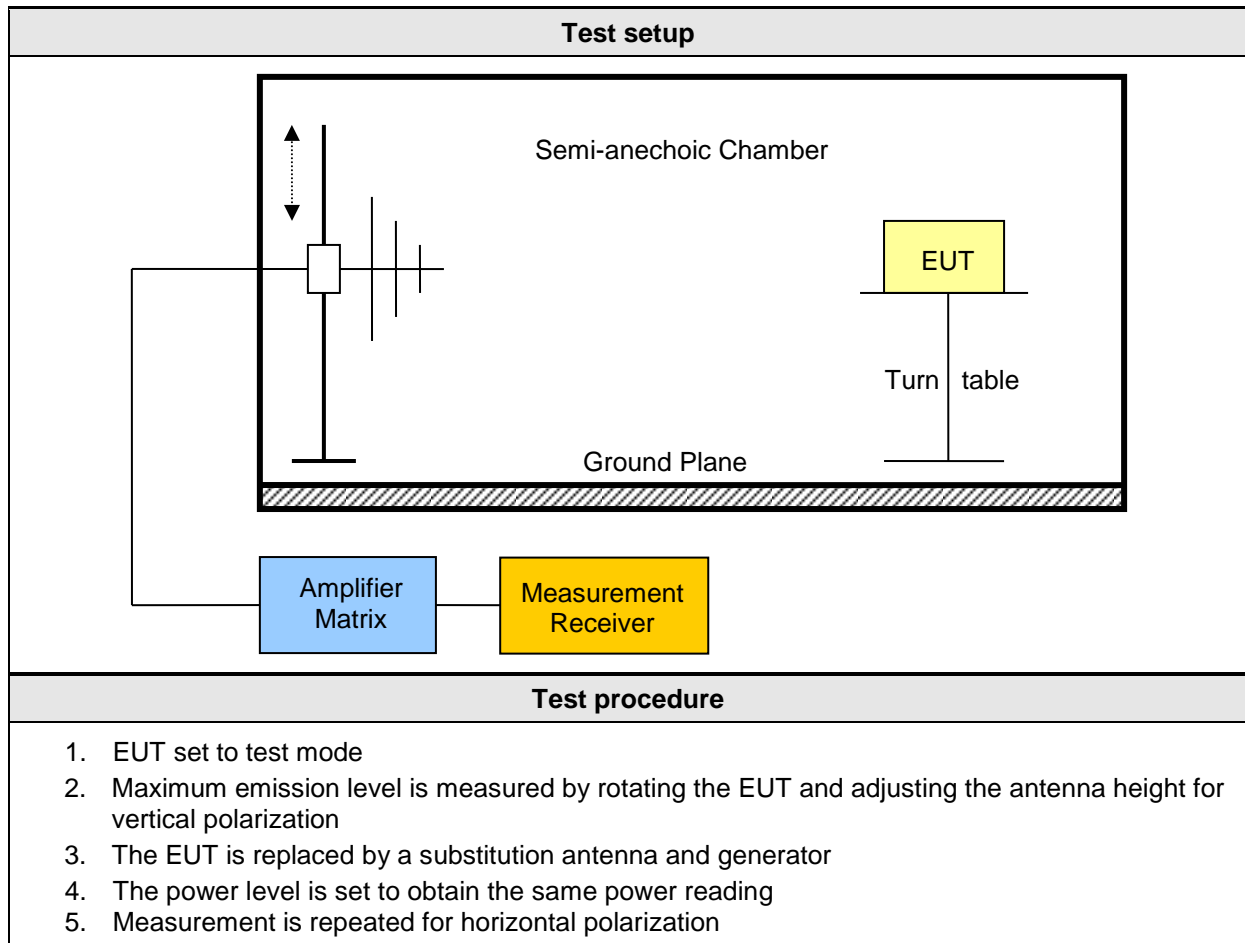 Test setup
Semi-anechoic Chamber
EUT
Turn table
Ground Plane
Amplifier
Matrix
Measurement
Receiver
Test procedure
1. EUT set to test mode
2. Maximum emission level is measured by rotating the EUT and adjusting the antenna height for
vertical polarization
3. The EUT is replaced by a substitution antenna and generator
4. The power level is set to obtain the same power reading
5. Measurement is repeated for horizontal polarization